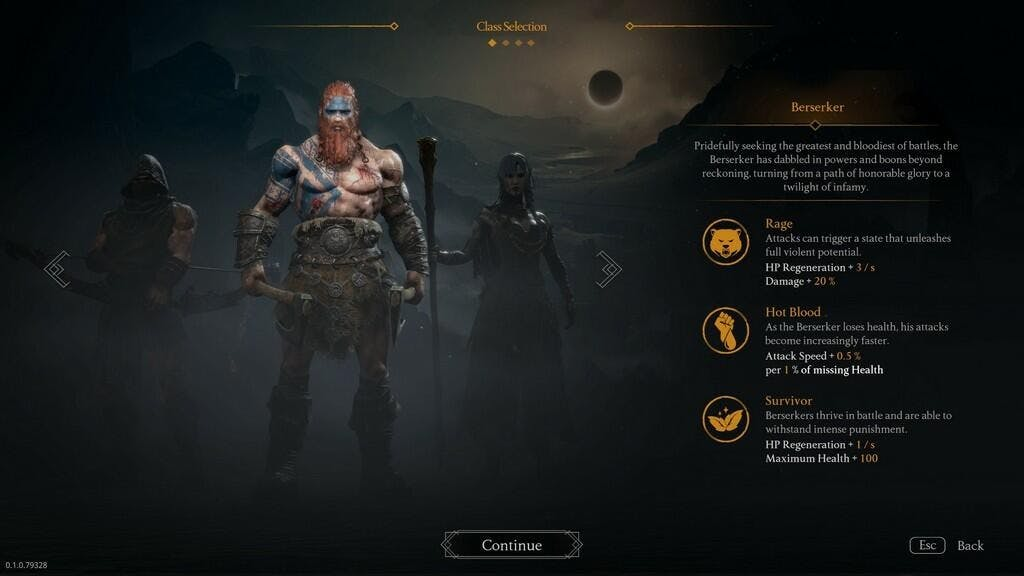 Class Selection
Berserker
Pridefully seeking the greatest and bloodiest of battles, the
Berserker has dabbled in powers and boons beyond
reckoning, turning from a path of honorable glory to a
twilight of infamy.
Rage
Attacks can trigger a state that unleashes
full violent potential.
HP Regeneration + 3 / s
Damage + 20 %
Hot Blood
As the Berserker loses health, his attacks
become increasingly faster.
Attack Speed + 0.5 %
per 1 % of missing Health
Survivor
Berserkers thrive in battle and are able to
withstand intense punishment.
HP Regeneration + 1 / s
Maximum Health + 100
Continue
Esc Back
0.1.0.79328